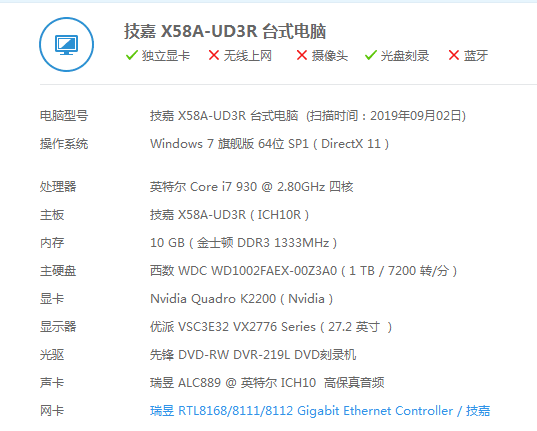 技嘉 X58A-UD3R 台式电脑
独立显卡 无线上网 摄像头 光盘刻录 蓝牙
电脑型号 技嘉 X58A-UD3R 台式电脑 (扫描时间：2019年09月02日)
操作系统 Windows 7 旗舰版 64位 SP1 ( DirectX 11 )
处理器 英特尔 Core i7 930 @ 2.80GHz 四核
主板 技嘉 X58A-UD3R ( ICH10R )
内存 10 GB ( 金士顿 DDR3 1333MHz )
主硬盘 西数 WDC WD1002FAEX-00Z3A0 ( 1 TB / 7200 转/分 )
显卡 Nvidia Quadro K2200 ( Nvidia )
显示器 优派 VSC3E32 VX2776 Series ( 27.2 英寸 )
光驱 先锋 DVD-RW DVR-219L DVD刻录机
声卡 瑞昱 ALC889 @ 英特尔 ICH10 高保真音频
网卡 瑞昱 RTL8168/8111/8112 Gigabit Ethernet Controller / 技嘉